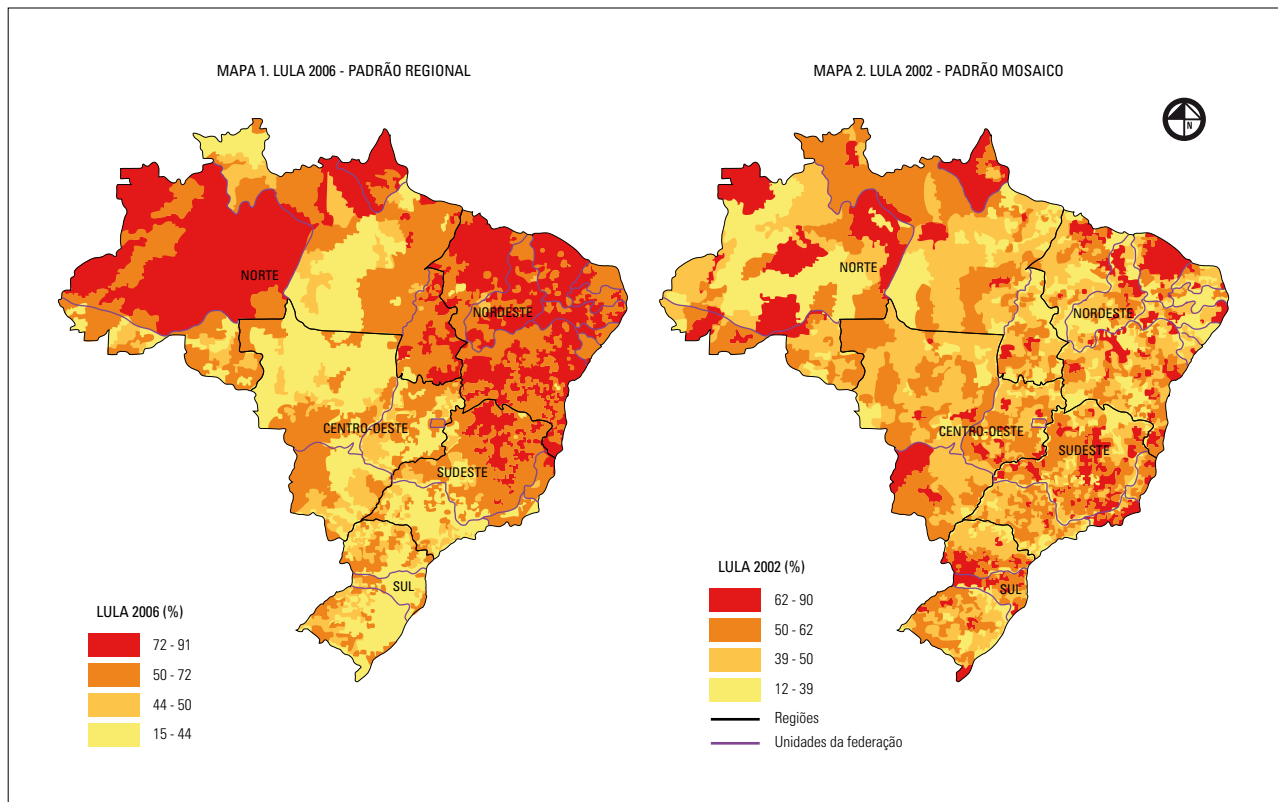 MAPA 1. LULA 2006 - PADRÃO REGIONAL
NORTE
NORDESTE
CENTRO-OESTE
SUDESTE
SUL
LULA 2006 (%)
72 - 91
50 - 72
44 - 50
15 - 44
MAPA 2. LULA 2002 - PADRÃO MOSAICO
N
NORTE
NORDESTE
CENTRO-OESTE
SUDESTE
SUL
LULA 2002 (%)
62 - 90
50 - 62
39 - 50
12 - 39
Regiões
Unidades da federação